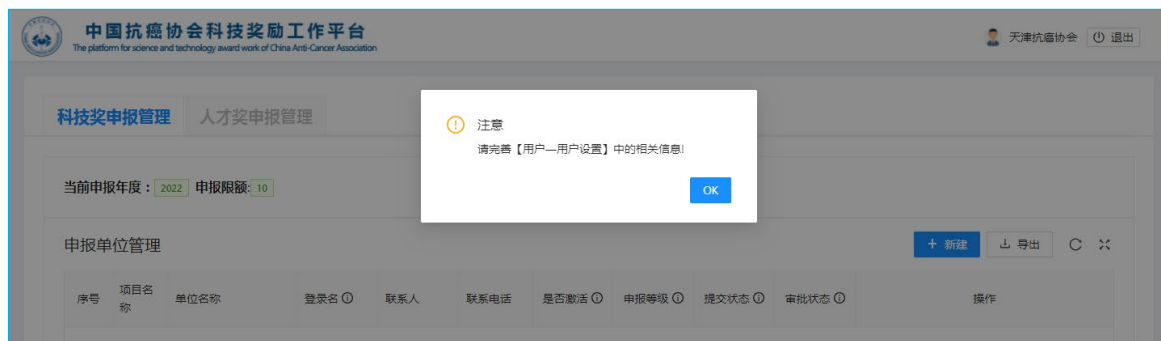 中国抗癌协会科技奖励工作平台
The platform for science and technology award work of China Anti-Cancer Association
天津抗癌协会 退出
科技奖申报管理 人才奖申报管理
注意
请完善【用户—用户设置】中的相关信息!
OK
当前申报年度： 2022 申报限额: 10
申报单位管理
+ 新建 导出
序号 项目名称 单位名称 登录名 联系人 联系电话 是否激活 申报等级 提交状态 审批状态 操作